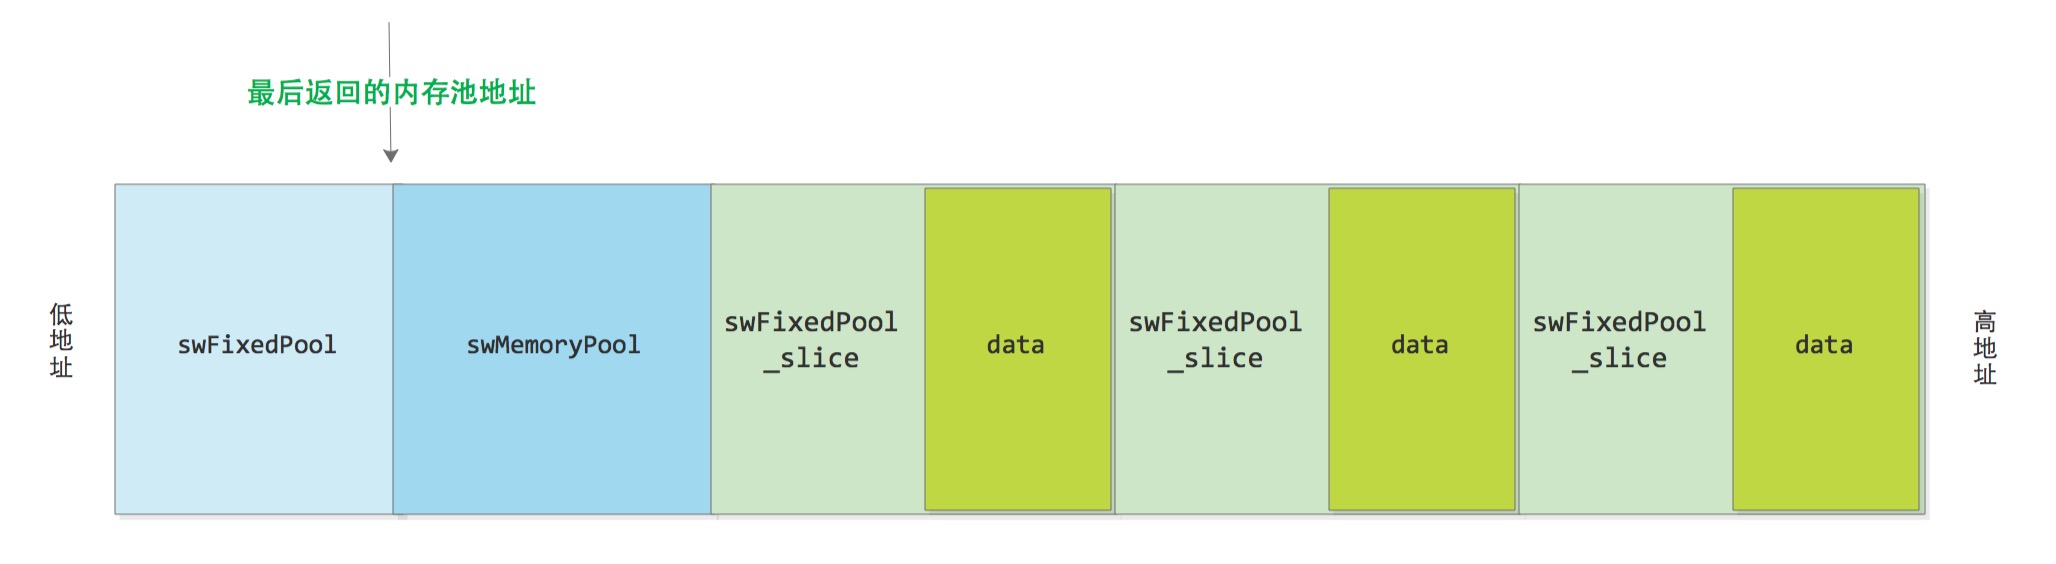 最后返回的内存池地址
低地址
swFixedPool
swMemoryPool
swFixedPool
_slice
data
swFixedPool
_slice
data
swFixedPool
_slice
data
高地址